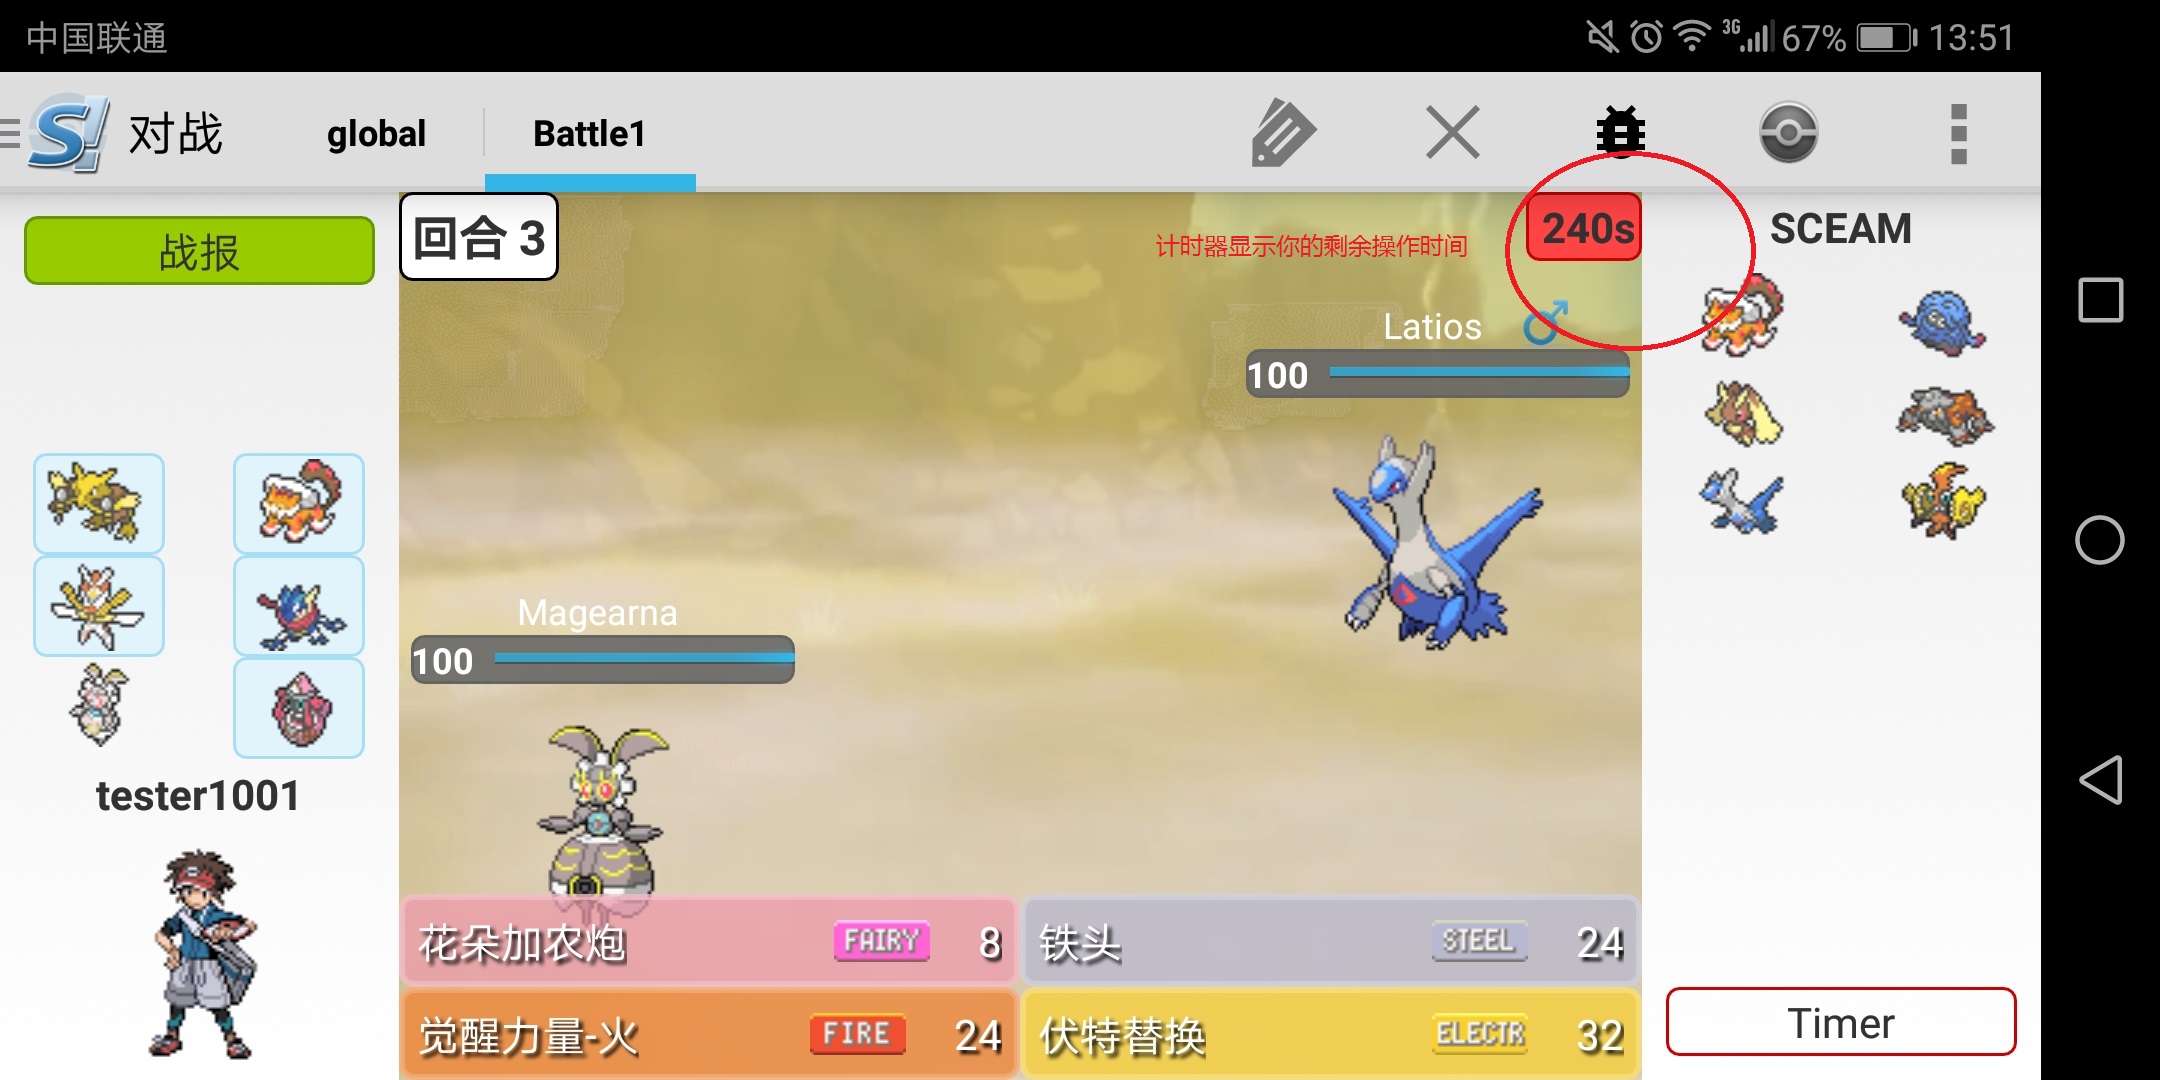 中国联通
3G 67% 13:51
S! 对战 global Battle1
战报
回合 3
计时器显示你的剩余操作时间
240s
SCEAM
Latios
100
Magearna
100
tester1001
花朵加农炮 FAIRY 8
铁头 STEEL 24
觉醒力量-火 FIRE 24
伏特替换 ELECTR 32
Timer